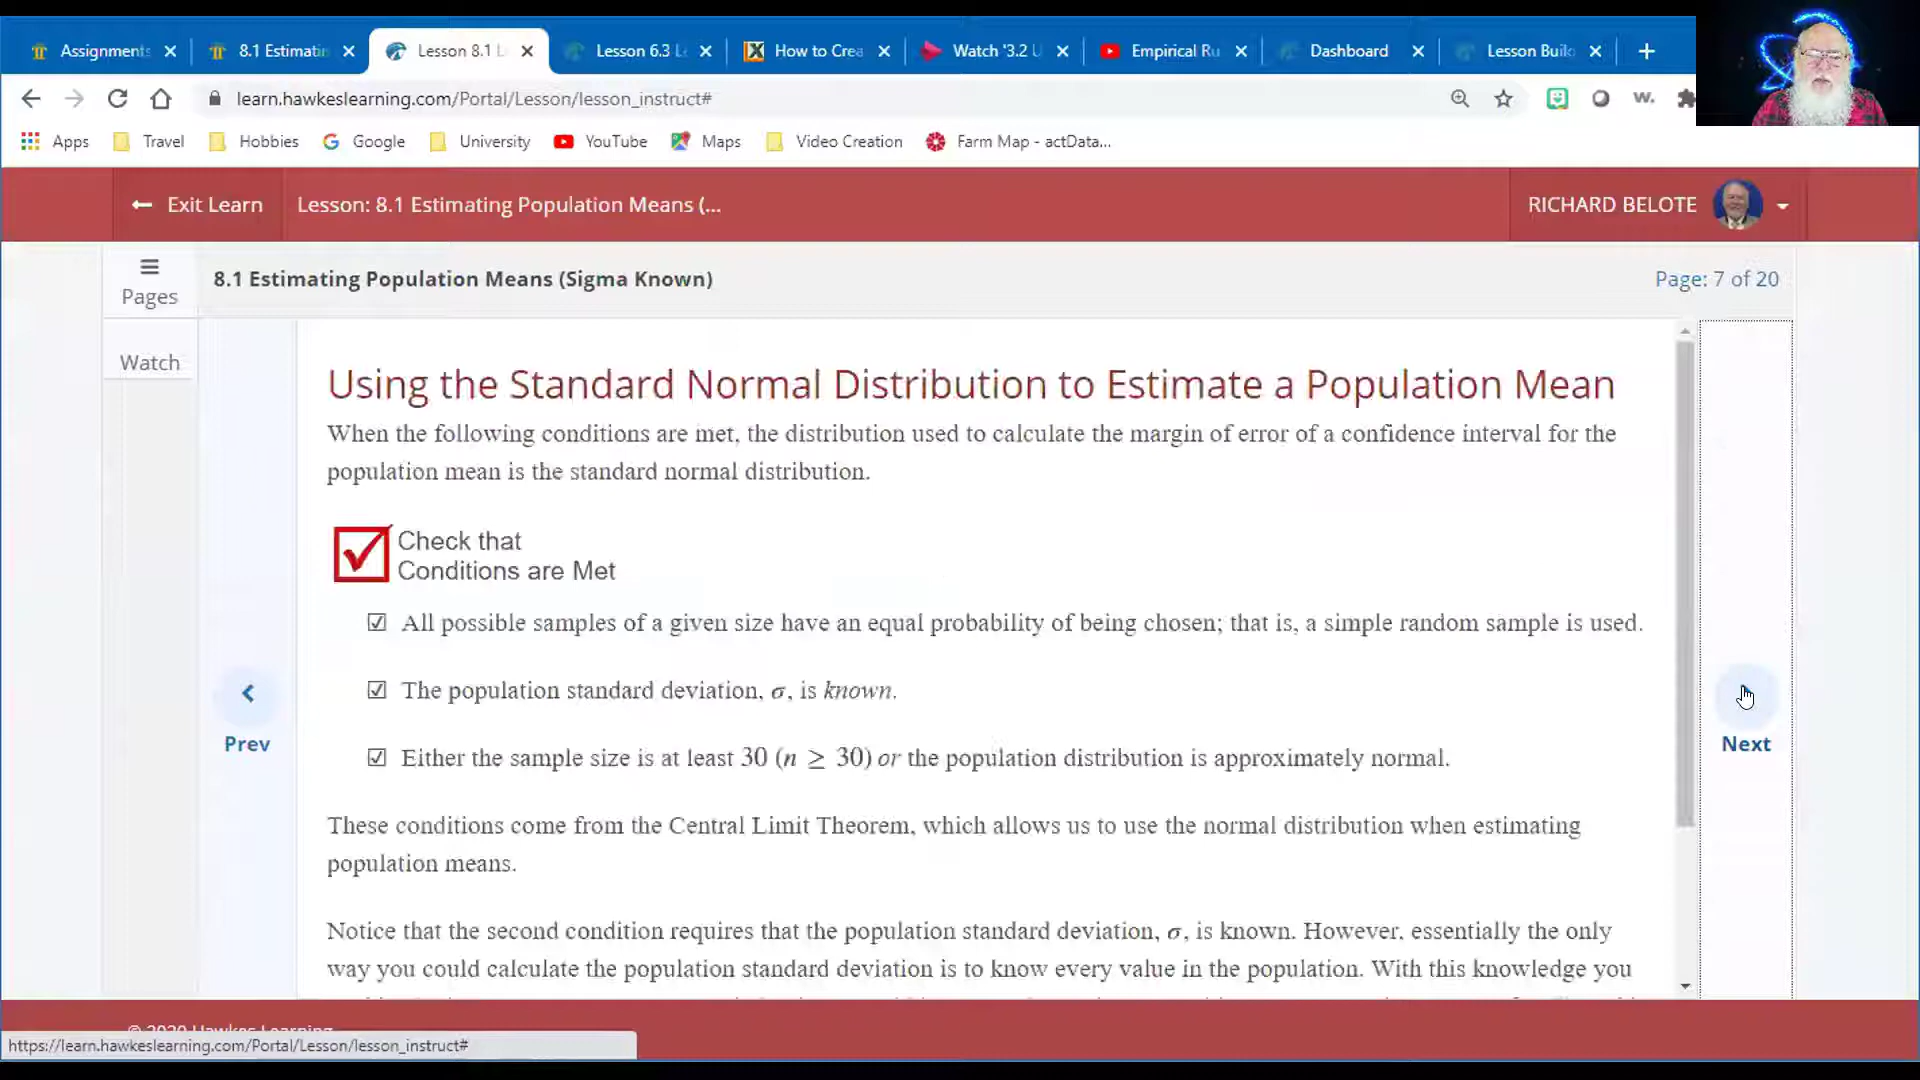 Assignments
8.1 Estimatin
Lesson 8.1 L
Lesson 6.3 L
How to Crea
Watch '3.2 U
Empirical Ru
Dashboard
Lesson Buil
learn.hawkeslearning.com/Portal/Lesson/lesson_instruct#
w.
Apps
Travel
Hobbies
Google
University
YouTube
Maps
Video Creation
Farm Map - actData...
Exit Learn
Lesson: 8.1 Estimating Population Means (...
RICHARD BELOTE
Pages
8.1 Estimating Population Means (Sigma Known)
Page: 7 of 20
Watch
Using the Standard Normal Distribution to Estimate a Population Mean
When the following conditions are met, the distribution used to calculate the margin of error of a confidence interval for the
population mean is the standard normal distribution.
Check that
Conditions are Met
All possible samples of a given size have an equal probability of being chosen; that is, a simple random sample is used.
The population standard deviation, σ, is known.
Either the sample size is at least 30 (n ≥ 30) or the population distribution is approximately normal.
Prev
Next
These conditions come from the Central Limit Theorem, which allows us to use the normal distribution when estimating
population means.
Notice that the second condition requires that the population standard deviation, σ, is known. However, essentially the only
way you could calculate the population standard deviation is to know every value in the population. With this knowledge you
© 2020 Hawkes Learning
https://learn.hawkeslearning.com/Portal/Lesson/lesson_instruct#